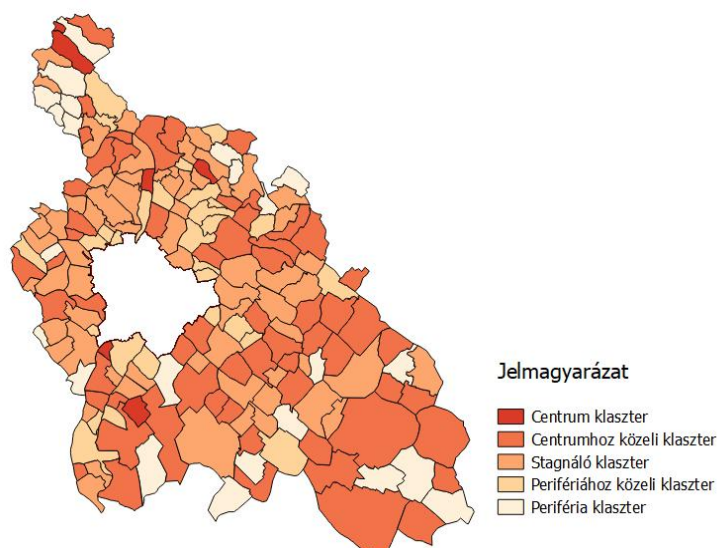 Jelmagyarázat
Centrum klaszter
Centrumhoz közeli klaszter
Stagnáló klaszter
Perifériához közeli klaszter
Periféria klaszter